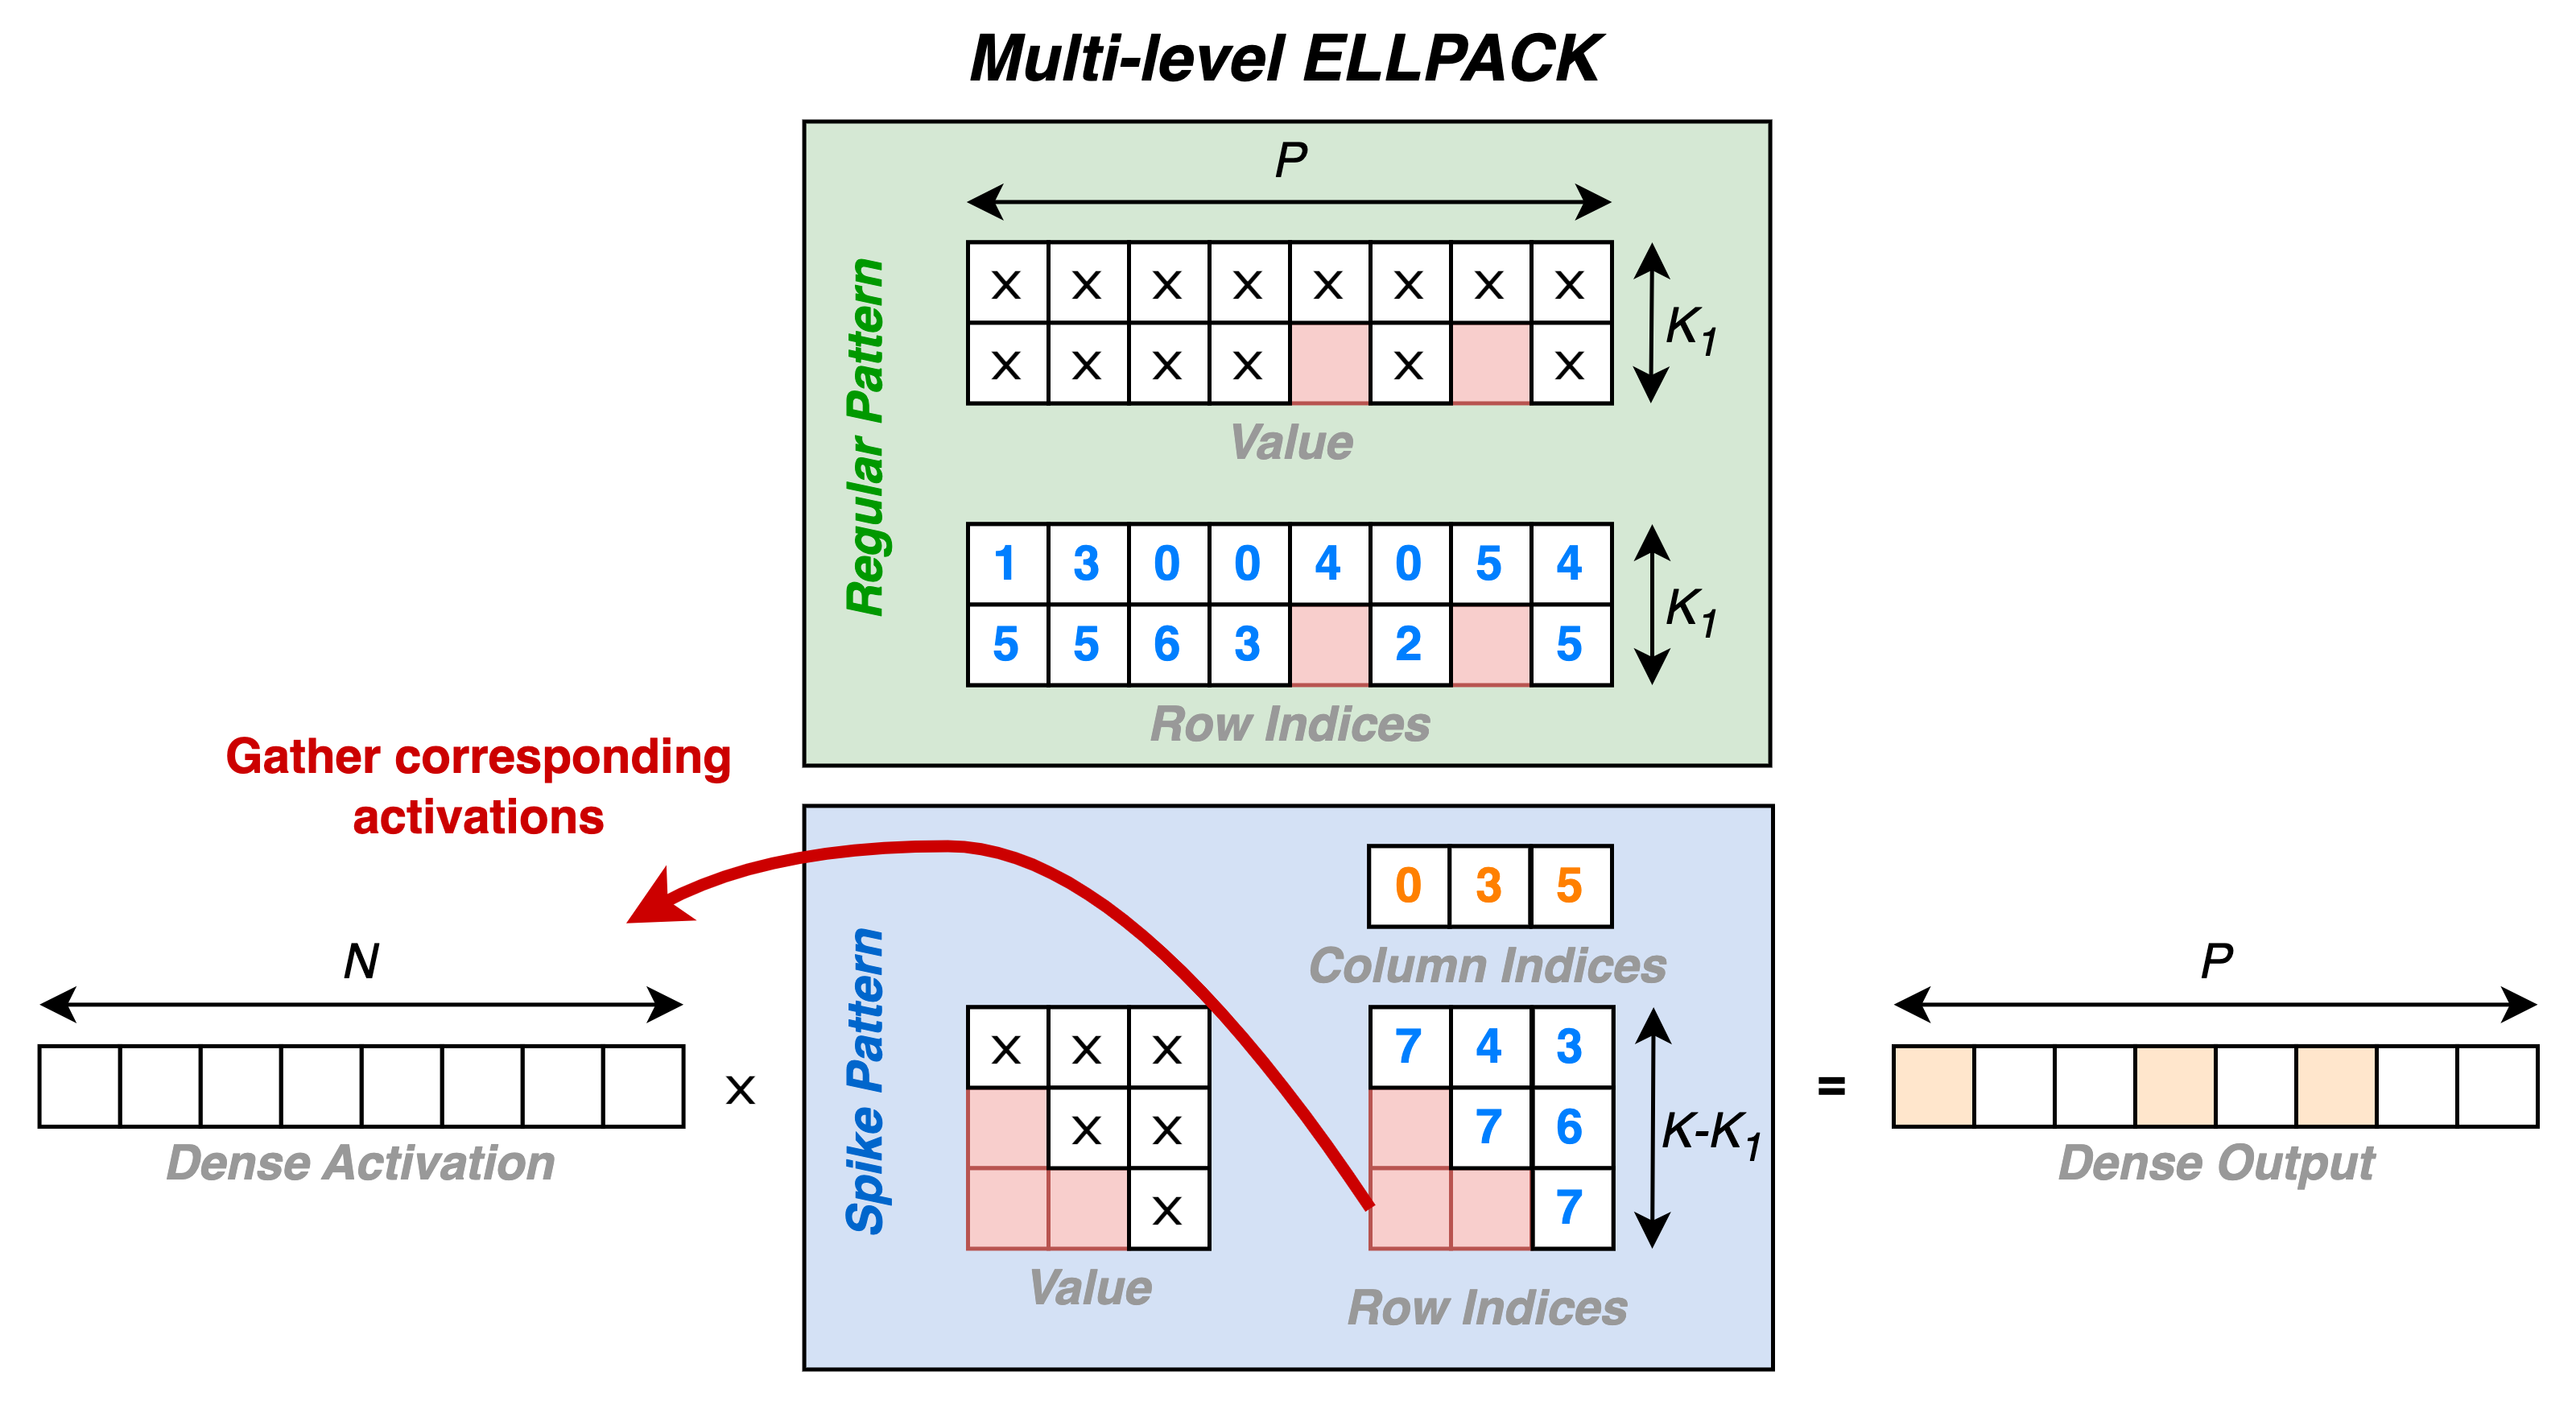 Multi-level ELLPACK
Regular Pattern
P
x x x x x x x x
K1
x x x x x x
Value
1 3 0 0 4 0 5 4
K1
5 5 6 3 2 5
Row Indices
Gather corresponding
activations
Spike Pattern
0 3 5
Column Indices
N
Dense Activation
x
x x x
x x
x
Value
7 4 3
7 6
7
K-K1
Row Indices
=
P
Dense Output